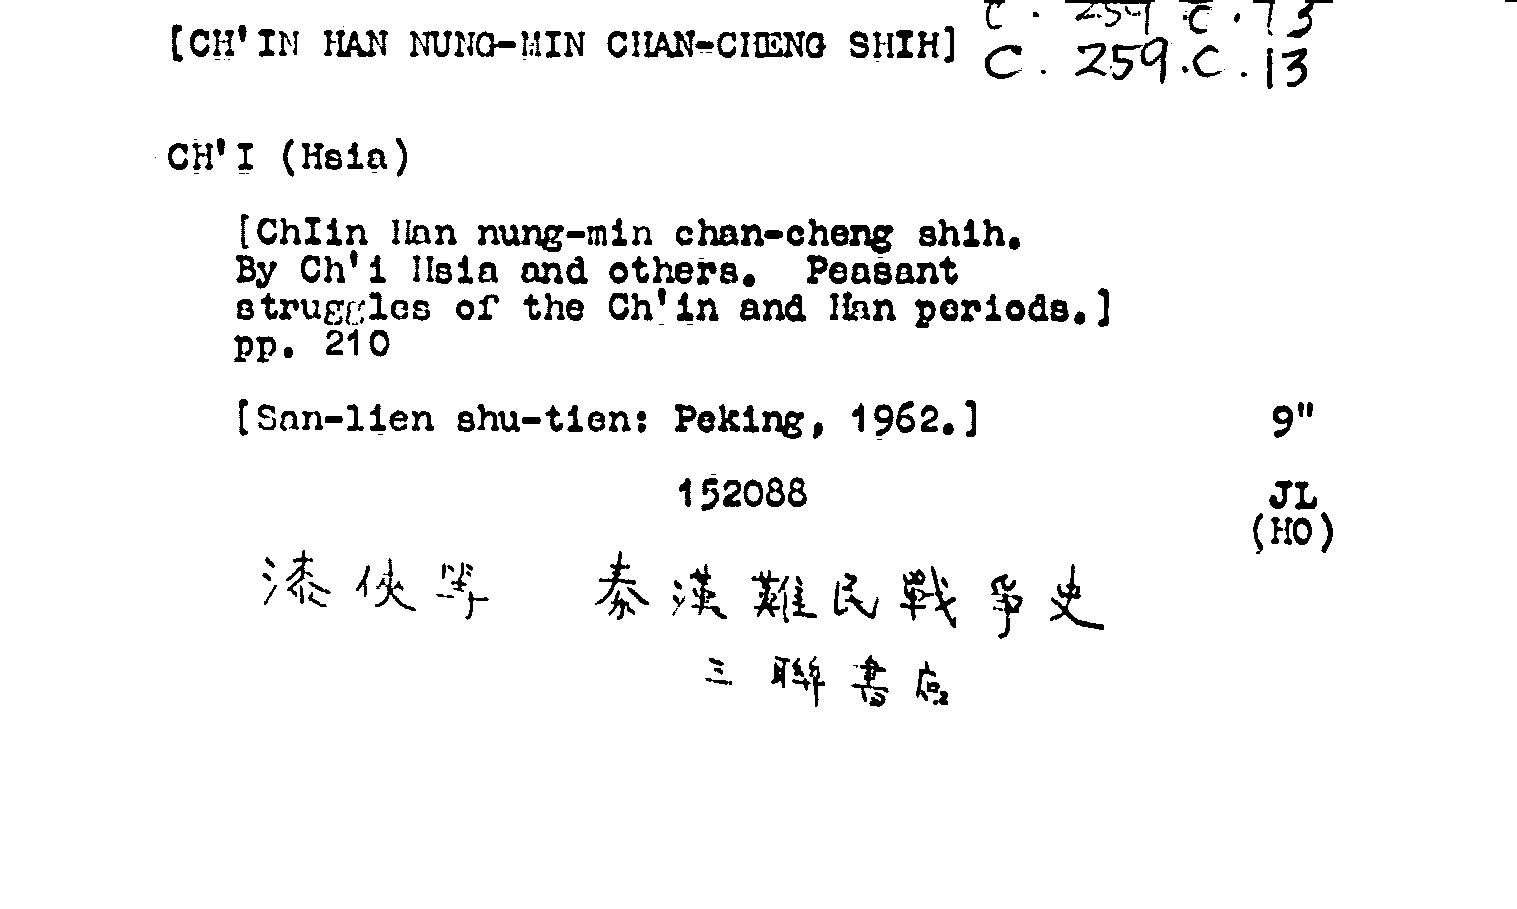 C. 259 C. 13
[CH'IN HAN NUNG-MIN CHAN-CHENG SHIH] C. 259.C.13
CH'I (Hsia)
[ChIin Han nung-min chan-cheng shih.
By Ch'i Hsia and others. Peasant
struggles of the Ch'in and Han periods.]
pp. 210
[San-lien shu-tien: Peking, 1962.] 9"
152088 JL
(HO)
漆俠等 秦漢難民戰爭史
三聯書店